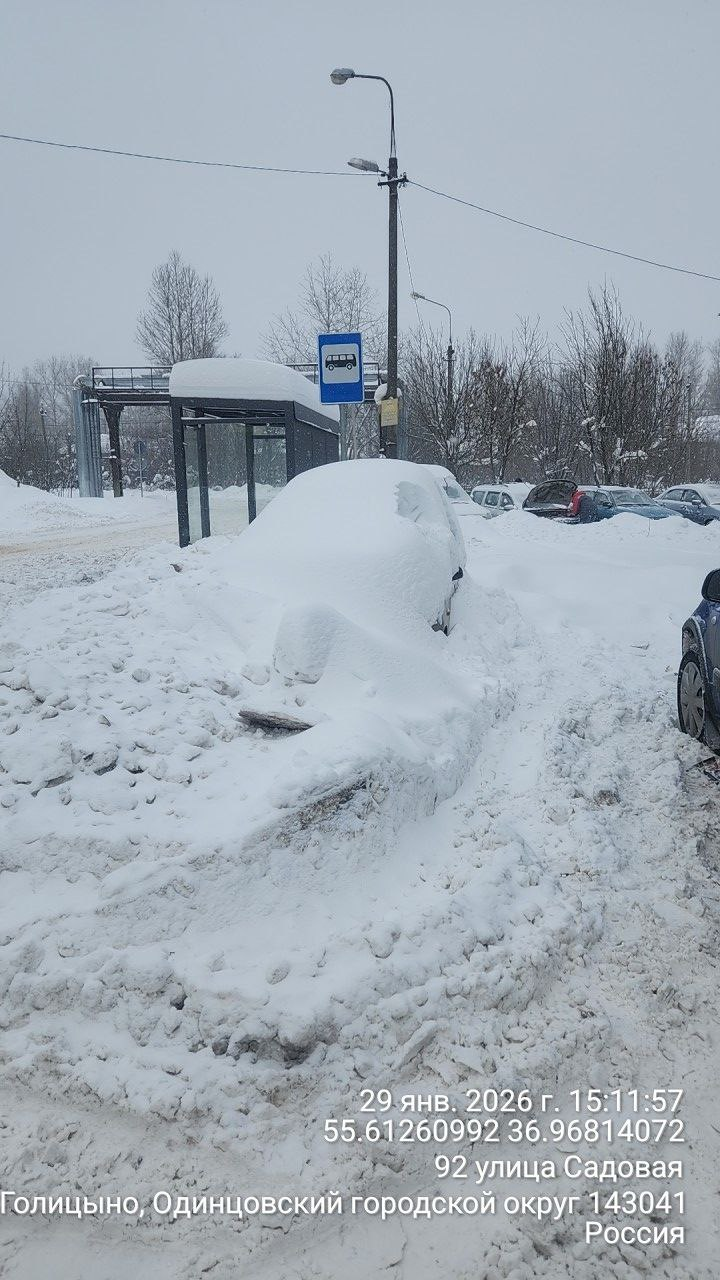 29 янв. 2026 г. 15:11:57
55.61260992 36.96814072
92 улица Садовая
Голицыно, Одинцовский городской округ 143041
Россия